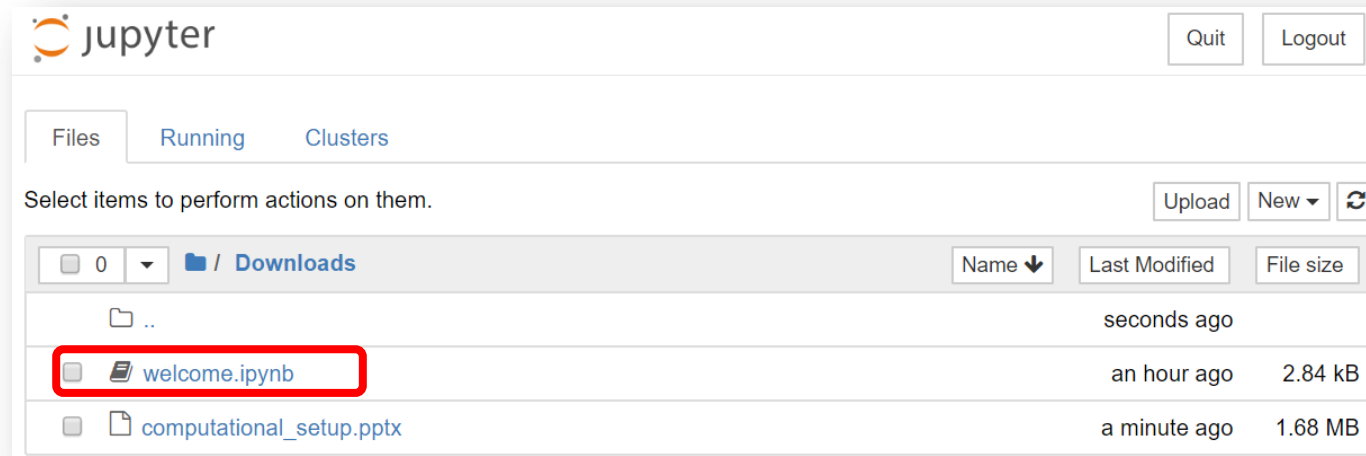 jupyter Quit Logout
Files Running Clusters
Select items to perform actions on them. Upload New
0 / Downloads Name Last Modified File size
.. seconds ago
welcome.ipynb an hour ago 2.84 kB
computational_setup.pptx a minute ago 1.68 MB